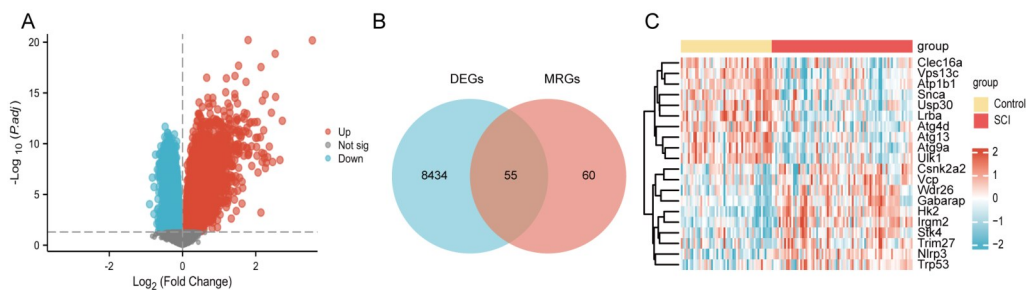 A
20
15
10
5
0
-Log10 (P.adj)
-2
0
2
Log2 (Fold Change)
Up
Not sig
Down
B
DEGs
MRGs
8434
55
60
C
group
Clec16a
Vps13c
Atp1b1
Snca
Usp30
Lrba
Atg4d
Atg13
Atg9a
Ulk1
Csnk2a2
Vcp
Wdr26
Gabarap
Hk2
Irgm2
Stk4
Trim27
Nlrp3
Trp53
group
Control
SCI
2
1
0
−1
−2